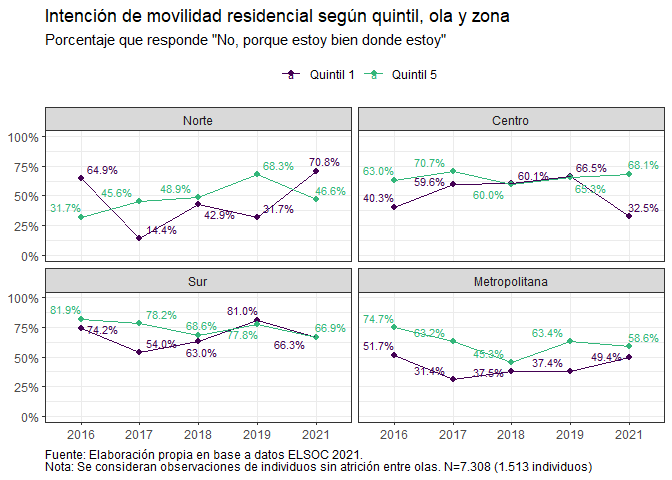 Intención de movilidad residencial según quintil, ola y zona
Porcentaje que responde "No, porque estoy bien donde estoy"
Quintil 1 Quintil 5
Norte Centro
100%
75%
50%
25%
0%
64.9% 14.4% 42.9% 31.7% 70.8%
31.7% 45.6% 48.9% 68.3% 46.6%
40.3% 59.6% 60.1% 66.5% 32.5%
63.0% 70.7% 60.0% 65.3% 68.1%
Sur Metropolitana
100%
75%
50%
25%
0%
81.9% 78.2% 68.6% 77.8% 66.9%
74.2% 54.0% 63.0% 81.0% 66.3%
74.7% 63.2% 45.3% 63.4% 58.6%
51.7% 31.4% 37.5% 37.4% 49.4%
2016 2017 2018 2019 2021 2016 2017 2018 2019 2021
Fuente: Elaboración propia en base a datos ELSOC 2021.
Nota: Se consideran observaciones de individuos sin atrición entre olas. N=7.308 (1.513 individuos)